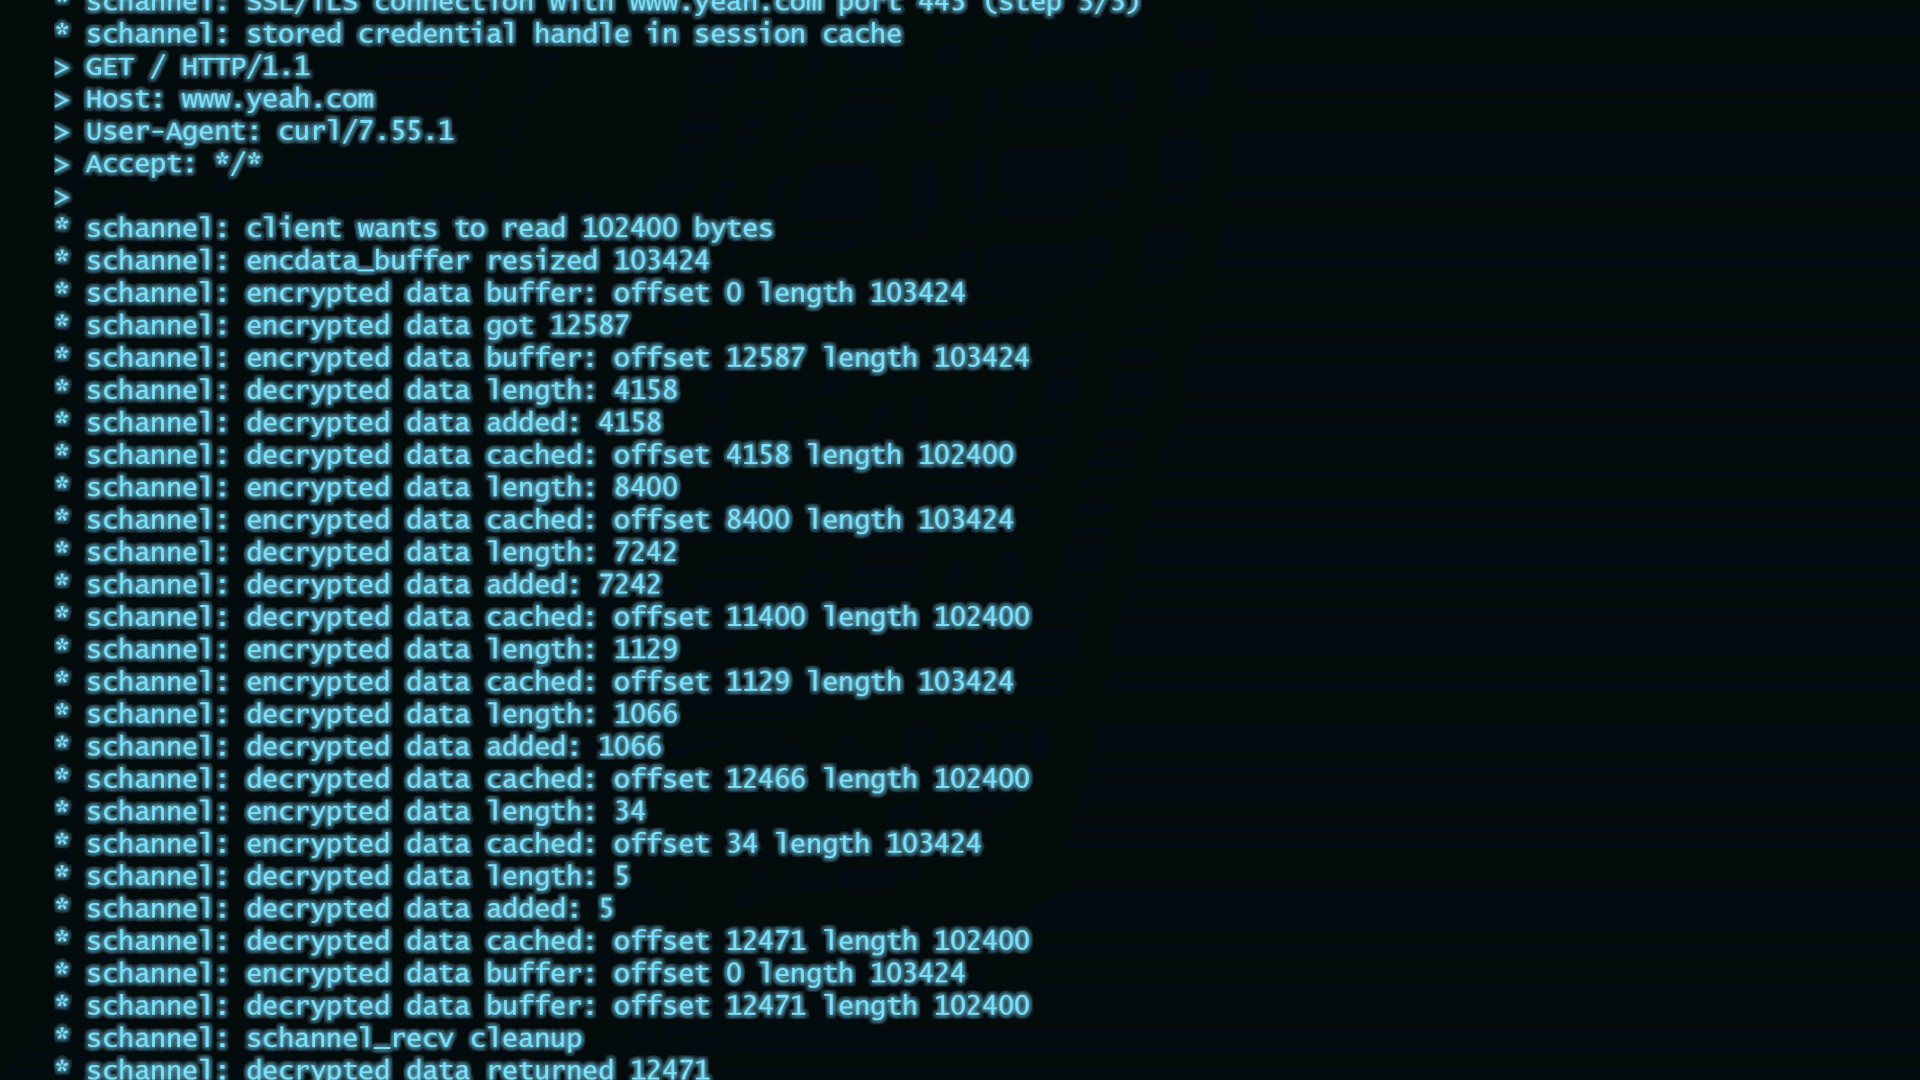 * schannel: SSL/TLS connection with www.yeah.com port 443 (step 3/3)
* schannel: stored credential handle in session cache
> GET / HTTP/1.1
> Host: www.yeah.com
> User-Agent: curl/7.55.1
> Accept: */*
>
* schannel: client wants to read 102400 bytes
* schannel: encdata_buffer resized 103424
* schannel: encrypted data buffer: offset 0 length 103424
* schannel: encrypted data got 12587
* schannel: encrypted data buffer: offset 12587 length 103424
* schannel: decrypted data length: 4158
* schannel: decrypted data added: 4158
* schannel: decrypted data cached: offset 4158 length 102400
* schannel: encrypted data length: 8400
* schannel: encrypted data cached: offset 8400 length 103424
* schannel: decrypted data length: 7242
* schannel: decrypted data added: 7242
* schannel: decrypted data cached: offset 11400 length 102400
* schannel: encrypted data length: 1129
* schannel: encrypted data cached: offset 1129 length 103424
* schannel: decrypted data length: 1066
* schannel: decrypted data added: 1066
* schannel: decrypted data cached: offset 12466 length 102400
* schannel: encrypted data length: 34
* schannel: encrypted data cached: offset 34 length 103424
* schannel: decrypted data length: 5
* schannel: decrypted data added: 5
* schannel: decrypted data cached: offset 12471 length 102400
* schannel: encrypted data buffer: offset 0 length 103424
* schannel: decrypted data buffer: offset 12471 length 102400
* schannel: schannel_recv cleanup
* schannel: decrypted data returned 12471